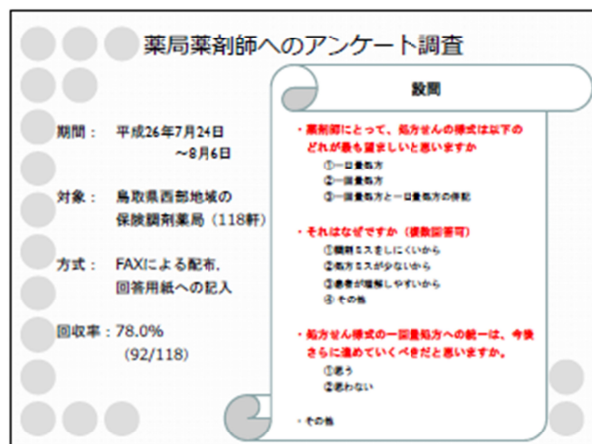 薬局薬剤師へのアンケート調査
期間： 平成26年7月24日
～8月6日
対象： 鳥取県西部地域の
保険調剤薬局（118軒）
方式： FAXによる配布，
回答用紙への記入
回収率：78.0%
（92/118）
設問
・薬剤師にとって、処方せんの様式は以下の
どれが最も望ましいと思いますか
①一日量処方
②一回量処方
③一回量処方と一日量処方の併記
・それはなぜですか（複数回答可）
①調剤ミスをしにくいから
②処方ミスが少ないから
③患者が理解しやすいから
④ その他
・処方せん様式の一回量処方への統一は、今後
さらに進めていくべきだと思いますか。
①思う
②思わない
・その他